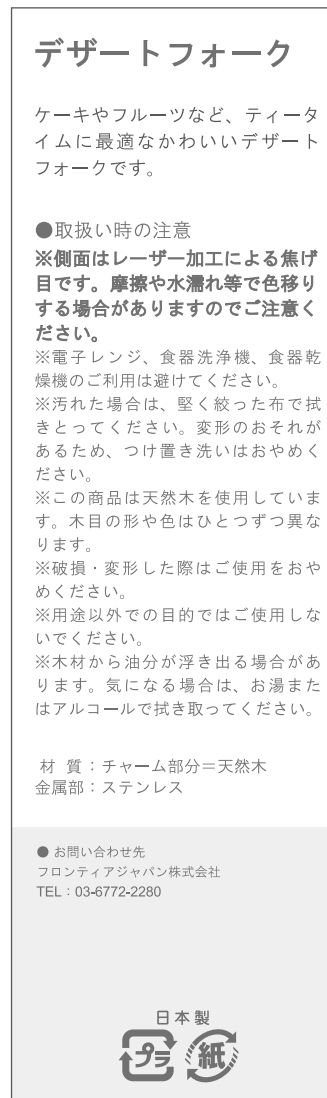 デザートフォーク
ケーキやフルーツなど、ティータ
イムに最適なかわいいデザート
フォークです。
●取扱い時の注意
※側面はレーザー加工による焦げ
目です。摩擦や水濡れ等で色移り
する場合がありますのでご注意く
ださい。
※電子レンジ、食器洗浄機、食器乾
燥機のご利用は避けてください。
※汚れた場合は、堅く絞った布で拭
きとってください。変形のおそれが
あるため、つけ置き洗いはおやめく
ださい。
※この商品は天然木を使用していま
す。木目の形や色はひとつずつ異な
ります。
※破損・変形した際はご使用をおや
めください。
※用途以外での目的ではご使用しな
いでください。
※木材から油分が浮き出る場合があ
ります。気になる場合は、お湯また
はアルコールで拭き取ってください。
材 質：チャーム部分＝天然木
金属部：ステンレス
● お問い合わせ先
フロンティアジャパン株式会社
TEL：03-6772-2280
日本製
プラ 紙